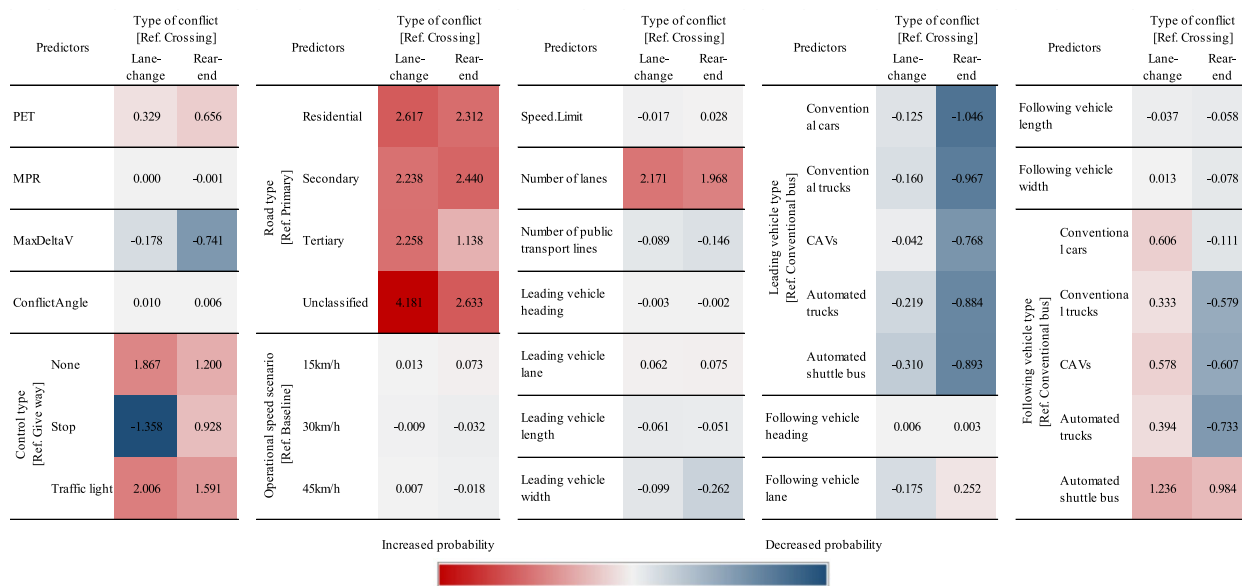 Predictors
Type of conflict
[Ref. Crossing]
Lane-
change
Rear-
end
PET 0.329 0.656
MPR 0.000 -0.001
MaxDeltaV -0.178 -0.741
ConflictAngle 0.010 0.006
Control type
[Ref. Give way]
None 1.867 1.200
Stop -1.358 0.928
Traffic light 2.006 1.591
Predictors
Type of conflict
[Ref. Crossing]
Lane-
change
Rear-
end
Road type
[Ref. Primary]
Residential 2.617 2.312
Secondary 2.238 2.440
Tertiary 2.258 1.138
Unclassified 4.181 2.633
Operational speed scenario
[Ref. Baseline]
15km/h 0.013 0.073
30km/h -0.009 -0.032
45km/h 0.007 -0.018
Predictors
Type of conflict
[Ref. Crossing]
Lane-
change
Rear-
end
Speed.Limit -0.017 0.028
Number of lanes 2.171 1.968
Number of public
transport lines
-0.089 -0.146
Leading vehicle
heading
-0.003 -0.002
Leading vehicle
lane
0.062 0.075
Leading vehicle
length
-0.061 -0.051
Leading vehicle
width
-0.099 -0.262
Predictors
Type of conflict
[Ref. Crossing]
Lane-
change
Rear-
end
Leading vehicle type
[Ref. Conventional bus]
Convention
al cars
-0.125 -1.046
Convention
al trucks
-0.160 -0.967
CAVs -0.042 -0.768
Automated
trucks
-0.219 -0.884
Automated
shuttle bus
-0.310 -0.893
Following vehicle
heading
0.006 0.003
Following vehicle
lane
-0.175 0.252
Predictors
Type of conflict
[Ref. Crossing]
Lane-
change
Rear-
end
Following vehicle
length
-0.037 -0.058
Following vehicle
width
0.013 -0.078
Following vehicle type
[Ref. Conventional bus]
Conventiona
l cars
0.606 -0.111
Conventiona
l trucks
0.333 -0.579
CAVs 0.578 -0.607
Automated
trucks
0.394 -0.733
Automated
shuttle bus
1.236 0.984
Increased probability Decreased probability